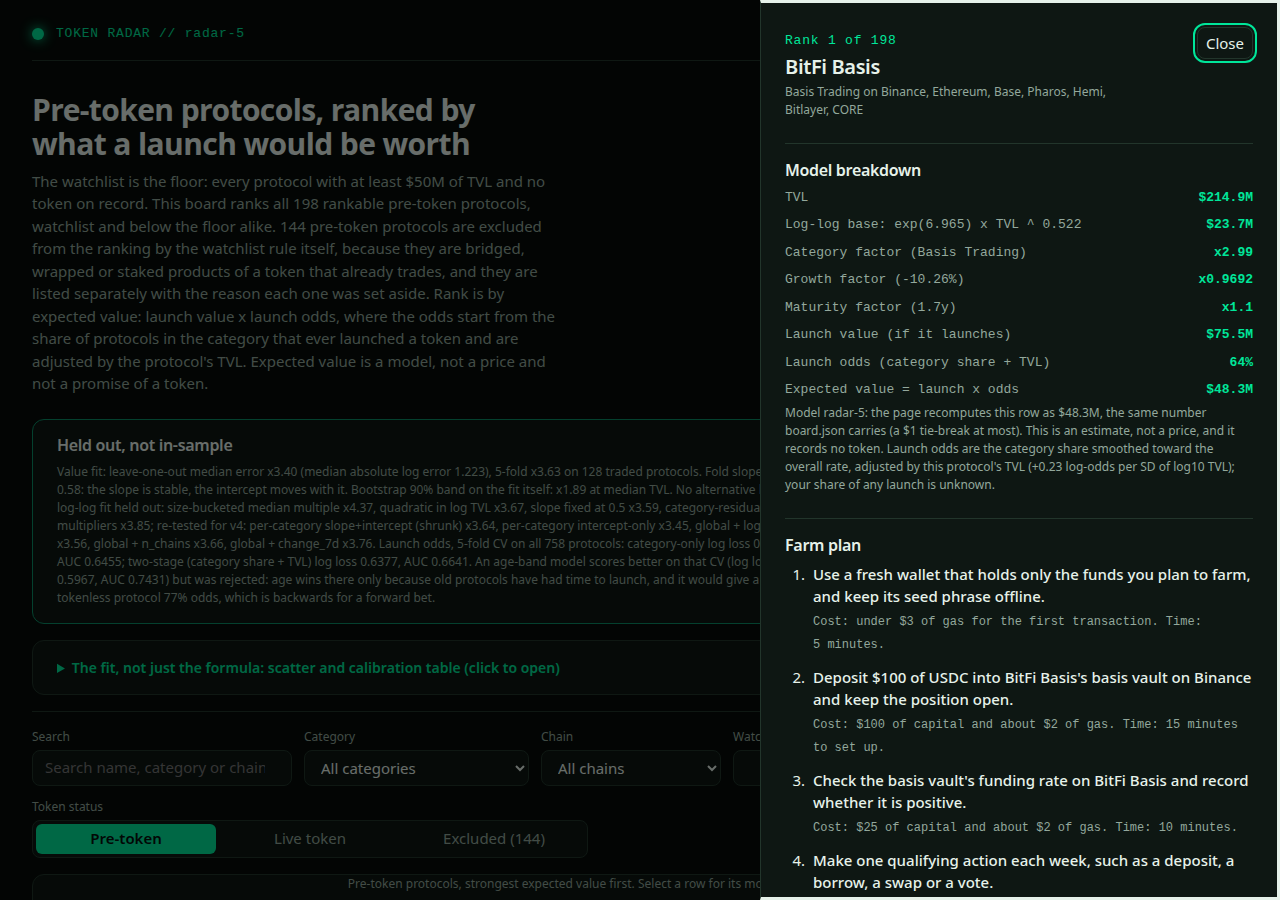 TOKEN RADAR // radar-5
Pre-token protocols, ranked by
what a launch would be worth
The watchlist is the floor: every protocol with at least $50M of TVL and no
token on record. This board ranks all 198 rankable pre-token protocols,
watchlist and below the floor alike. 144 pre-token protocols are excluded
from the ranking by the watchlist rule itself, because they are bridged,
wrapped or staked products of a token that already trades, and they are
listed separately with the reason each one was set aside. Rank is by
expected value: launch value x launch odds, where the odds start from the
share of protocols in the category that ever launched a token and are
adjusted by the protocol's TVL. Expected value is a model, not a price and
not a promise of a token.
Held out, not in-sample
Value fit: leave-one-out median error x3.40 (median absolute log error 1.223), 5-fold x3.63 on 128 traded protocols. Fold slope
0.58: the slope is stable, the intercept moves with it. Bootstrap 90% band on the fit itself: x1.89 at median TVL. No alternative
log-log fit held out: size-bucketed median multiple x4.37, quadratic in log TVL x3.67, slope fixed at 0.5 x3.59, category-residua
multipliers x3.85; re-tested for v4: per-category slope+intercept (shrunk) x3.64, per-category intercept-only x3.45, global + log
x3.56, global + n_chains x3.66, global + change_7d x3.76. Launch odds, 5-fold CV on all 758 protocols: category-only log loss 0
AUC 0.6455; two-stage (category share + TVL) log loss 0.6377, AUC 0.6641. An age-band model scores better on that CV (log lo
0.5967, AUC 0.7431) but was rejected: age wins there only because old protocols have had time to launch, and it would give a
tokenless protocol 77% odds, which is backwards for a forward bet.
The fit, not just the formula: scatter and calibration table (click to open)
Search
Category
Chain
Watc
Search name, category or chain
All categories
All chains
Token status
Pre-token
Live token
Excluded (144)
Pre-token protocols, strongest expected value first. Select a row for its mo
Rank 1 of 198
Close
BitFi Basis
Basis Trading on Binance, Ethereum, Base, Pharos, Hemi,
Bitlayer, CORE
Model breakdown
TVL $214.9M
Log-log base: exp(6.965) x TVL ^ 0.522 $23.7M
Category factor (Basis Trading) x2.99
Growth factor (-10.26%) x0.9692
Maturity factor (1.7y) x1.1
Launch value (if it launches) $75.5M
Launch odds (category share + TVL) 64%
Expected value = launch x odds $48.3M
Model radar-5: the page recomputes this row as $48.3M, the same number
board.json carries (a $1 tie-break at most). This is an estimate, not a price, and it
records no token. Launch odds are the category share smoothed toward the
overall rate, adjusted by this protocol's TVL (+0.23 log-odds per SD of log10 TVL);
your share of any launch is unknown.
Farm plan
1. Use a fresh wallet that holds only the funds you plan to farm,
and keep its seed phrase offline.
Cost: under $3 of gas for the first transaction. Time:
5 minutes.
2. Deposit $100 of USDC into BitFi Basis's basis vault on Binance
and keep the position open.
Cost: $100 of capital and about $2 of gas. Time: 15 minutes
to set up.
3. Check the basis vault's funding rate on BitFi Basis and record
whether it is positive.
Cost: $25 of capital and about $2 of gas. Time: 10 minutes.
4. Make one qualifying action each week, such as a deposit, a
borrow, a swap or a vote.